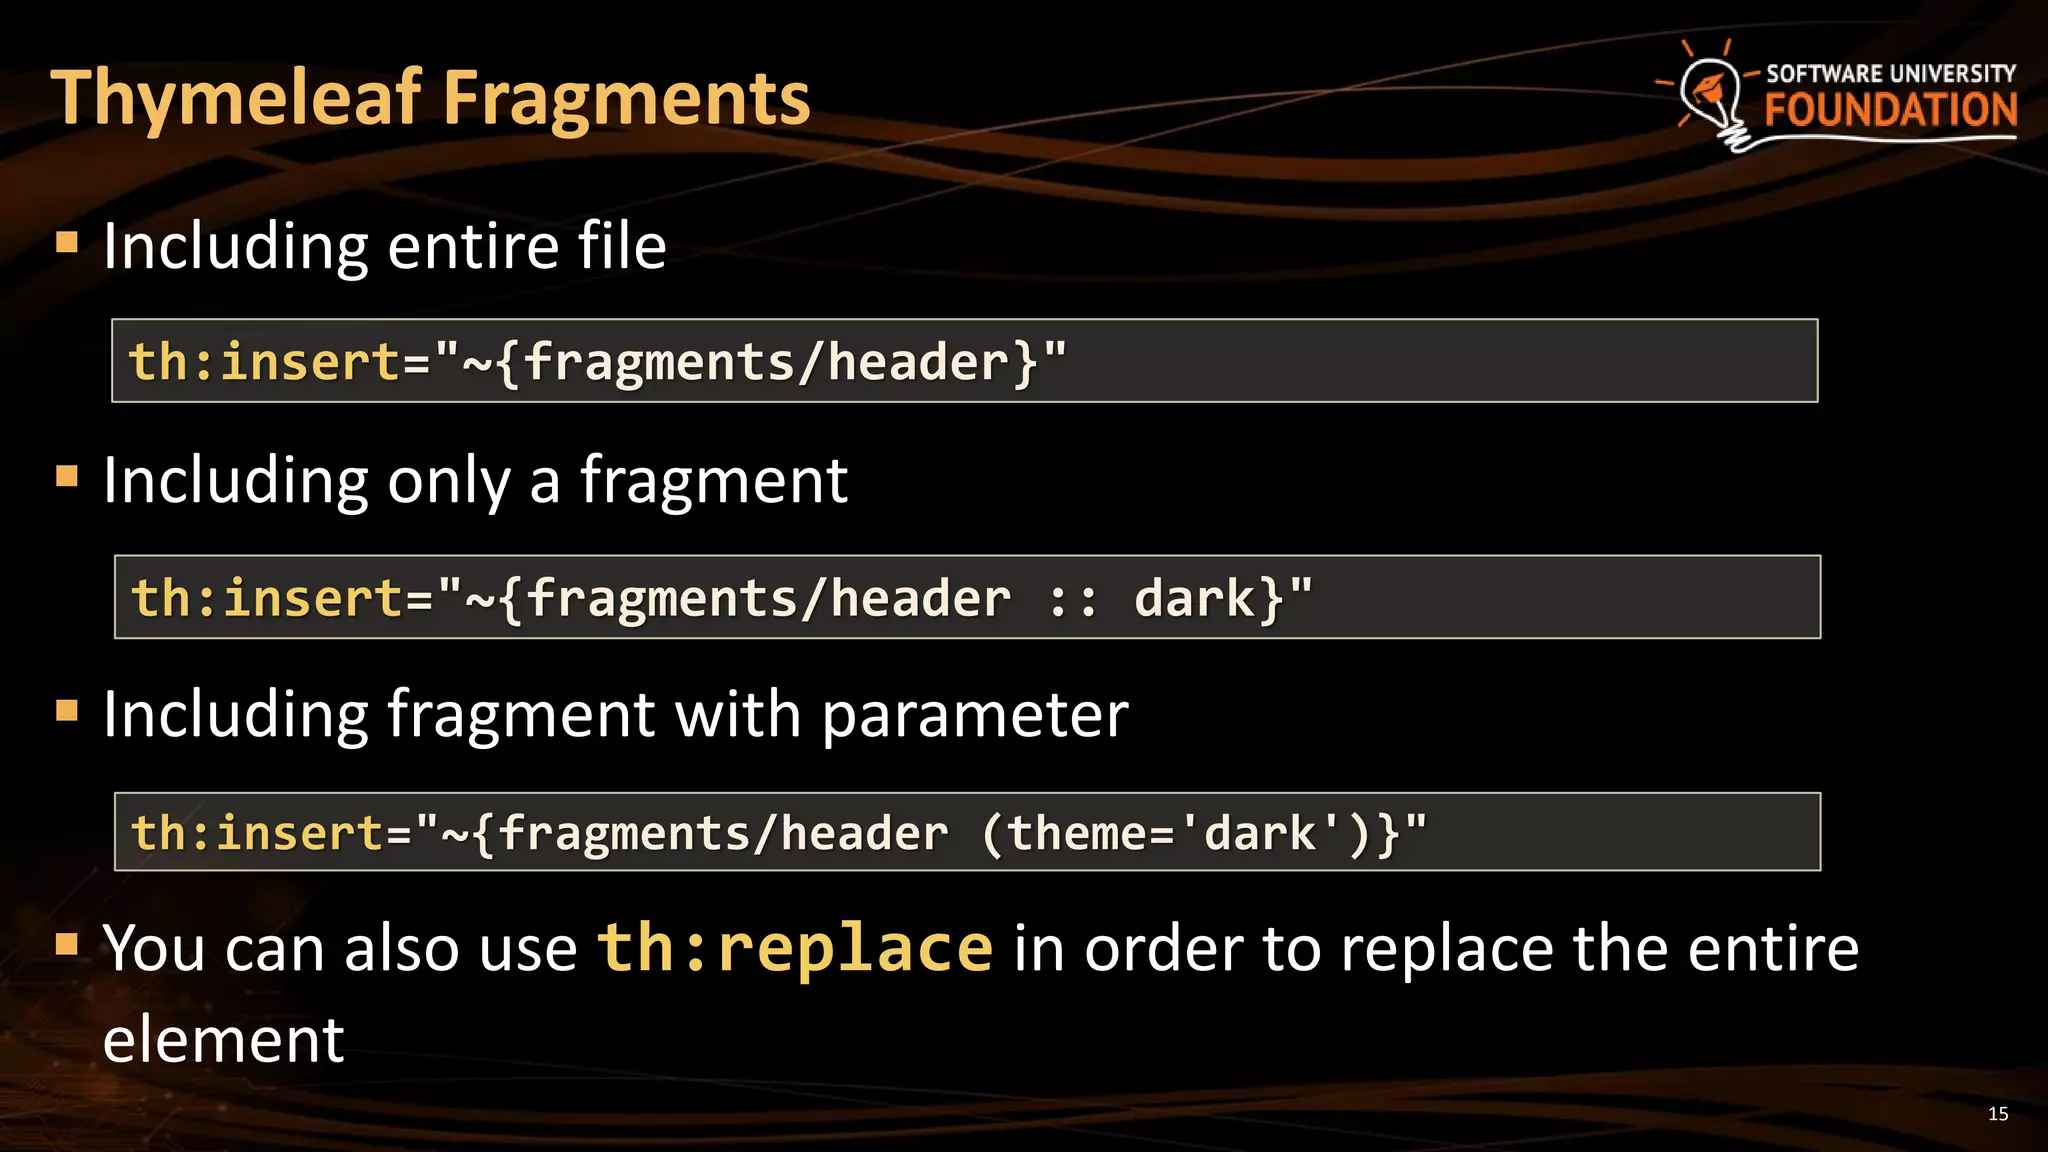 Thymeleaf Fragments
SOFTWARE UNIVERSITY
FOUNDATION
▪ Including entire file
th:insert="~{fragments/header}"
▪ Including only a fragment
th:insert="~{fragments/header :: dark}"
▪ Including fragment with parameter
th:insert="~{fragments/header (theme='dark')}"
▪ You can also use th:replace in order to replace the entire
element
15